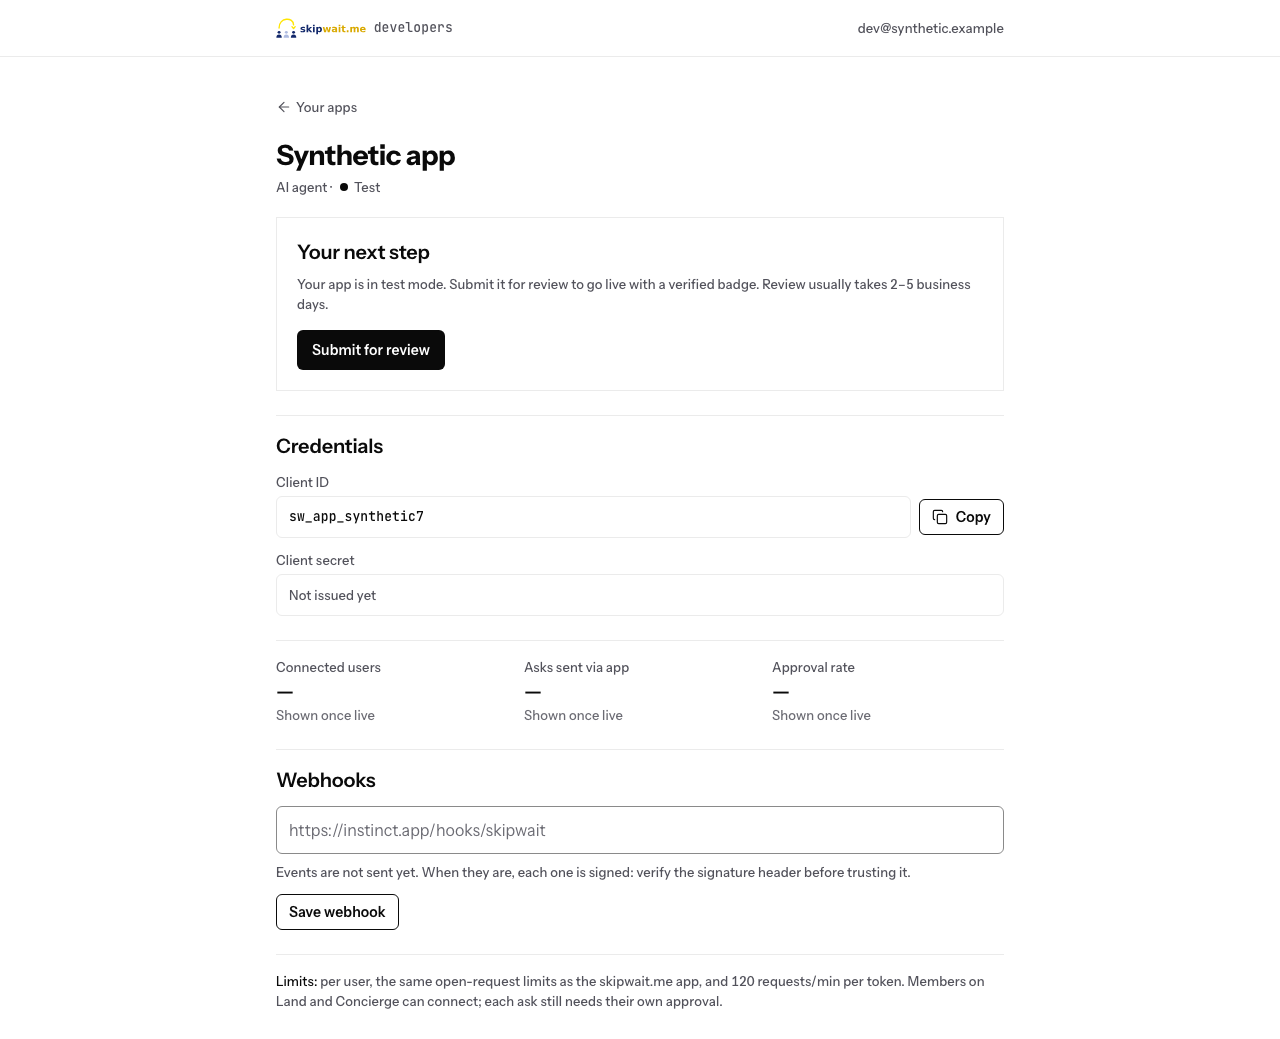 skipwait.me developers
dev@synthetic.example
Your apps
Synthetic app
AI agent · Test
Your next step
Your app is in test mode. Submit it for review to go live with a verified badge. Review usually takes 2–5 business
days.
Submit for review
Credentials
Client ID
sw_app_synthetic7
Copy
Client secret
Not issued yet
Connected users
Asks sent via app
Approval rate
—
—
—
Shown once live
Shown once live
Shown once live
Webhooks
https://instinct.app/hooks/skipwait
Events are not sent yet. When they are, each one is signed: verify the signature header before trusting it.
Save webhook
Limits: per user, the same open-request limits as the skipwait.me app, and 120 requests/min per token. Members on
Land and Concierge can connect; each ask still needs their own approval.